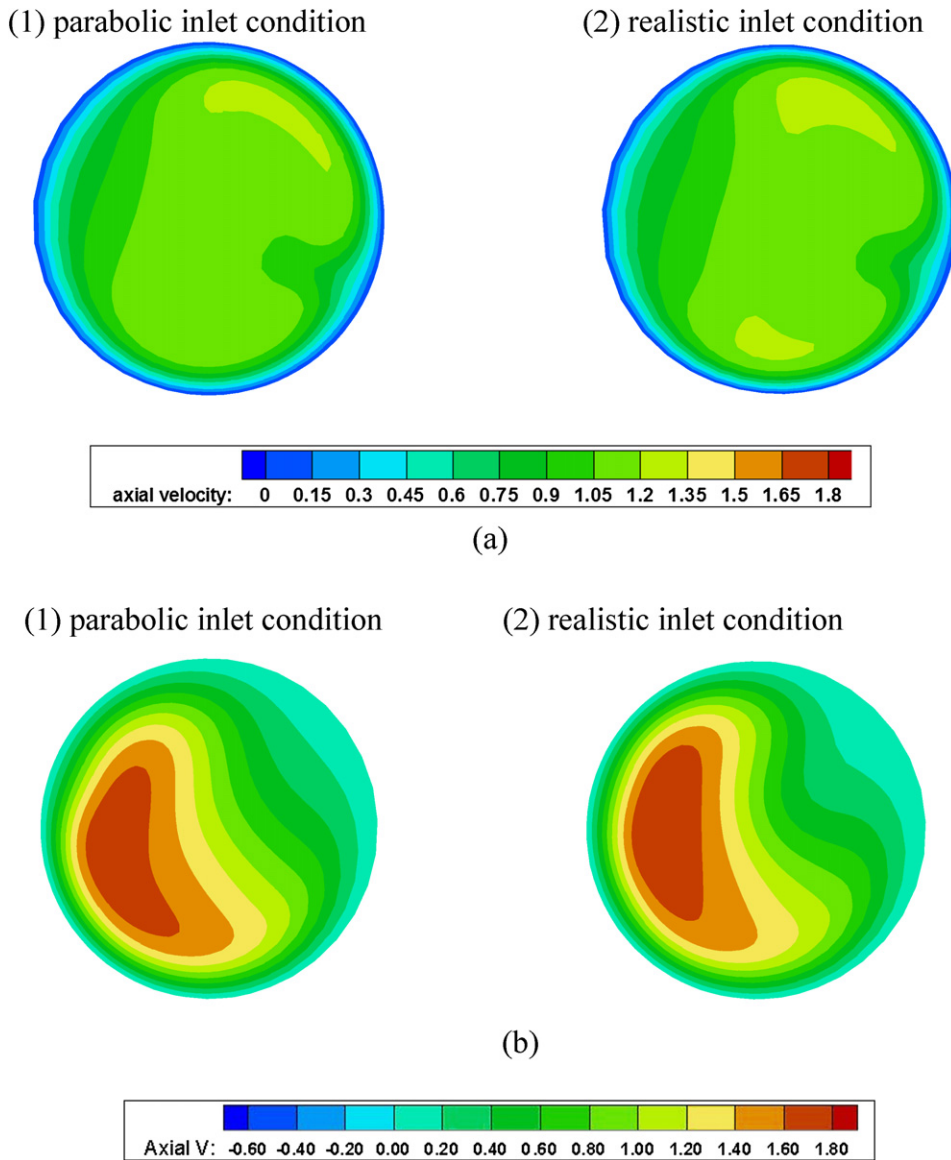 (1) parabolic inlet condition (2) realistic inlet condition
axial velocity: 0 0.15 0.3 0.45 0.6 0.75 0.9 1.05 1.2 1.35 1.5 1.65 1.8
(a)
(1) parabolic inlet condition (2) realistic inlet condition
(b)
Axial V: -0.60 -0.40 -0.20 0.00 0.20 0.40 0.60 0.80 1.00 1.20 1.40 1.60 1.80